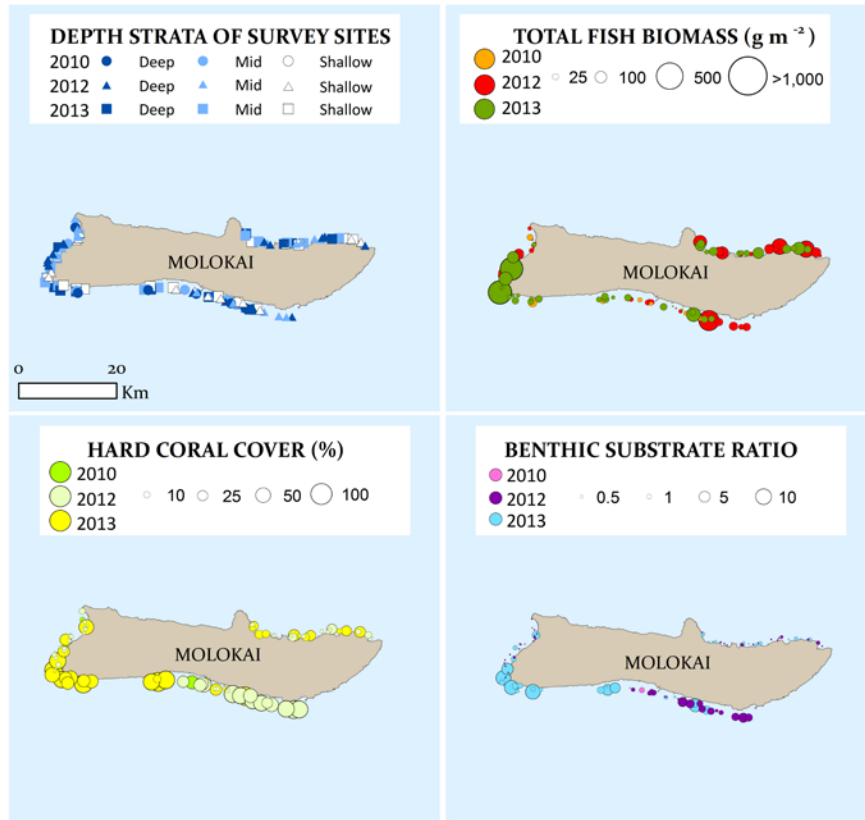 DEPTH STRATA OF SURVEY SITES
2010 Deep Mid Shallow
2012 Deep Mid Shallow
2013 Deep Mid Shallow
MOLOKAI
0 20
Km
TOTAL FISH BIOMASS (g m⁻²)
2010
2012 25 100 500 >1,000
2013
MOLOKAI
HARD CORAL COVER (%)
2010
2012 10 25 50 100
2013
MOLOKAI
BENTHIC SUBSTRATE RATIO
2010
2012 0.5 1 5 10
2013
MOLOKAI